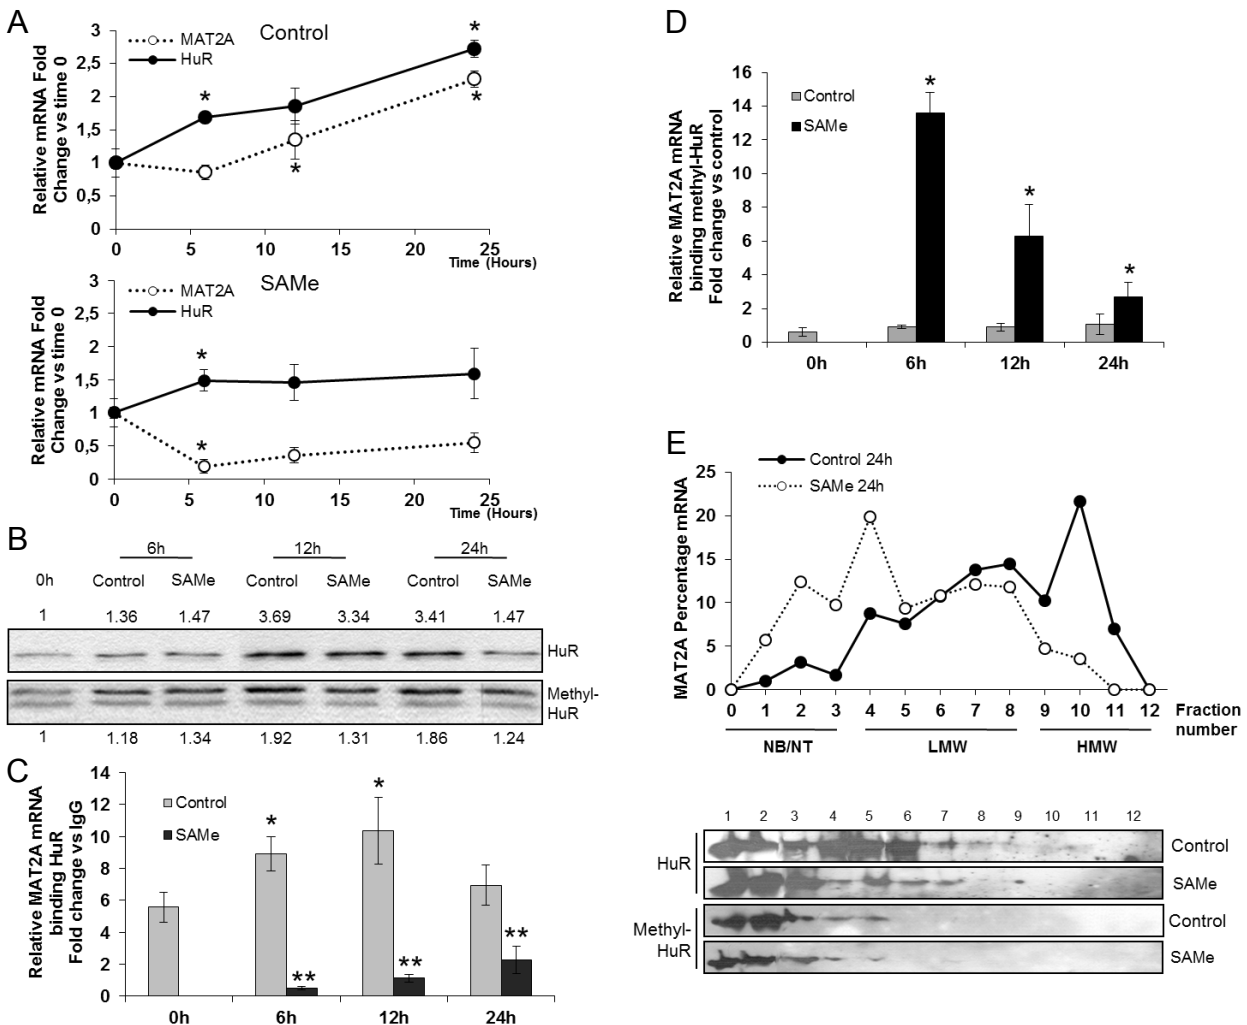 A
Control
MAT2A
HuR
Relative mRNA Fold
Change vs time 0
3
2,5
2
1,5
1
0,5
0
*
*
*
*
0 5 10 15 20 25
Time (Hours)
SAMe
MAT2A
HuR
Relative mRNA Fold
Change vs time 0
3
2,5
2
1,5
1
0,5
0
*
*
0 5 10 15 20 25
Time (Hours)
B
6h 12h 24h
0h Control SAMe Control SAMe Control SAMe
1 1.36 1.47 3.69 3.34 3.41 1.47
HuR
Methyl-
HuR
1 1.18 1.34 1.92 1.31 1.86 1.24
C
Relative MAT2A mRNA
binding HuR
Fold change vs IgG
14
12
10
8
6
4
2
0
Control
SAMe
*
*
**
**
**
0h 6h 12h 24h
D
Relative MAT2A mRNA
binding methyl-HuR
Fold change vs control
16
14
12
10
8
6
4
2
0
Control
SAMe
*
*
*
0h 6h 12h 24h
E
Control 24h
SAMe 24h
MAT2A Percentage mRNA
25
20
15
10
5
0
0 1 2 3 4 5 6 7 8 9 10 11 12
Fraction
number
NB/NT LMW HMW
1 2 3 4 5 6 7 8 9 10 11 12
HuR
Control
SAMe
Methyl-
HuR
Control
SAMe